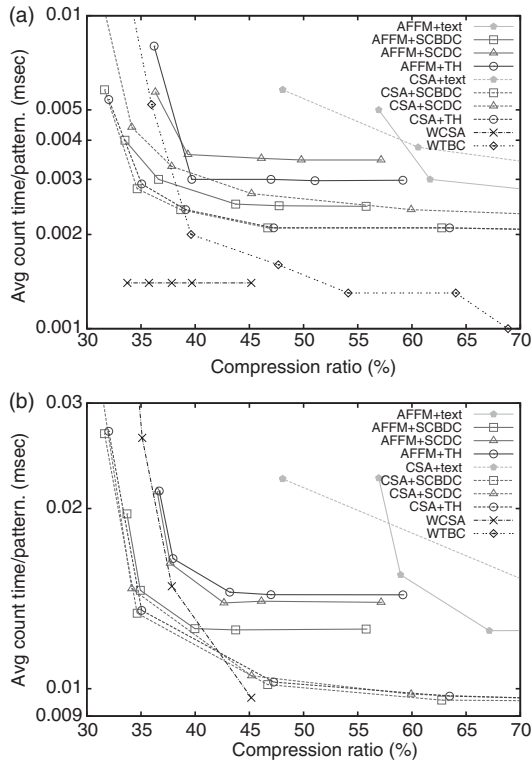 (a)
0.01
0.005
0.004
0.003
0.002
0.001
Avg count time/pattern. (msec)
AFFM+text
AFFM+SCBDC
AFFM+SCDC
AFFM+TH
CSA+text
CSA+SCBDC
CSA+SCDC
CSA+TH
WCSA
WTBC
30 35 40 45 50 55 60 65 70
Compression ratio (%)
(b)
0.03
0.02
0.01
0.009
Avg count time/pattern. (msec)
AFFM+text
AFFM+SCBDC
AFFM+SCDC
AFFM+TH
CSA+text
CSA+SCBDC
CSA+SCDC
CSA+TH
WCSA
WTBC
30 35 40 45 50 55 60 65 70
Compression ratio (%)